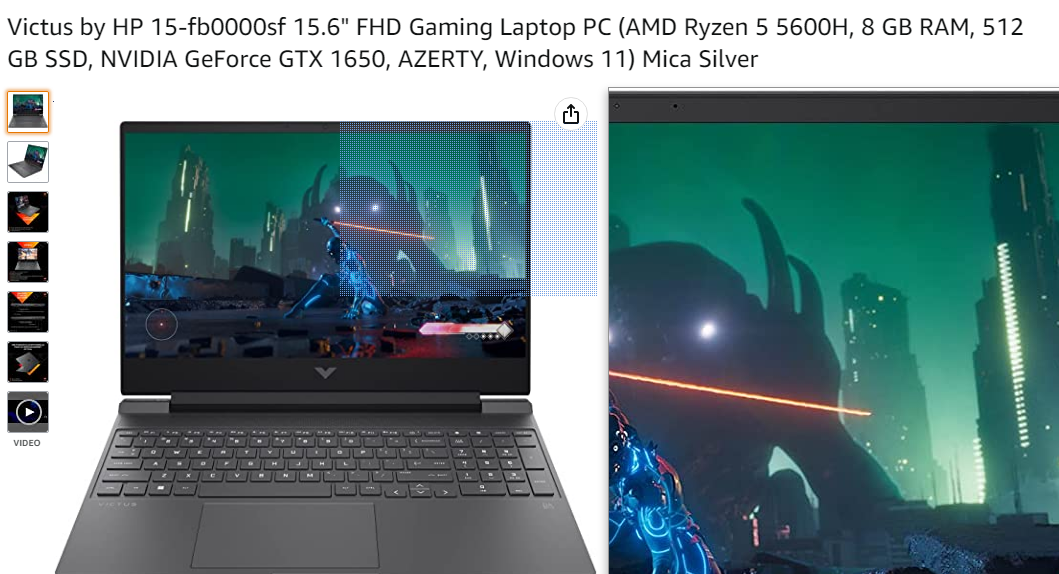 Victus by HP 15-fb0000sf 15.6" FHD Gaming Laptop PC (AMD Ryzen 5 5600H, 8 GB RAM, 512
GB SSD, NVIDIA GeForce GTX 1650, AZERTY, Windows 11) Mica Silver
VIDEO
VICTUS